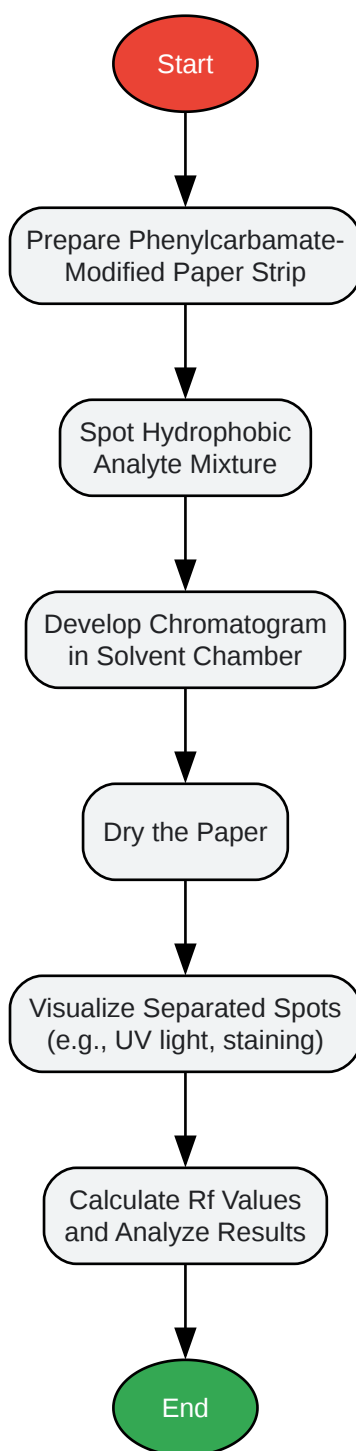 Start
Prepare Phenylcarbamate-
Modified Paper Strip
Spot Hydrophobic
Analyte Mixture
Develop Chromatogram
in Solvent Chamber
Dry the Paper
Visualize Separated Spots
(e.g., UV light, staining)
Calculate Rf Values
and Analyze Results
End